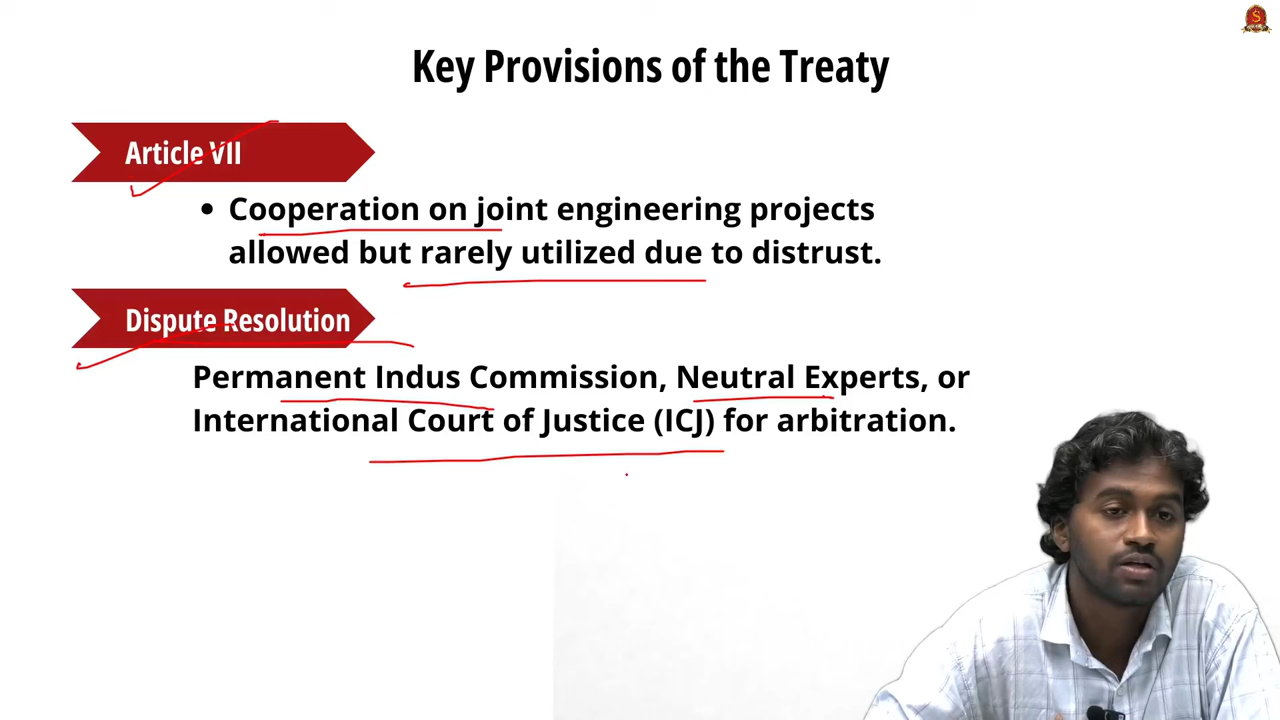 Key Provisions of the Treaty
Article VII
• Cooperation on joint engineering projects
allowed but rarely utilized due to distrust.
Dispute Resolution
Permanent Indus Commission, Neutral Experts, or
International Court of Justice (ICJ) for arbitration.